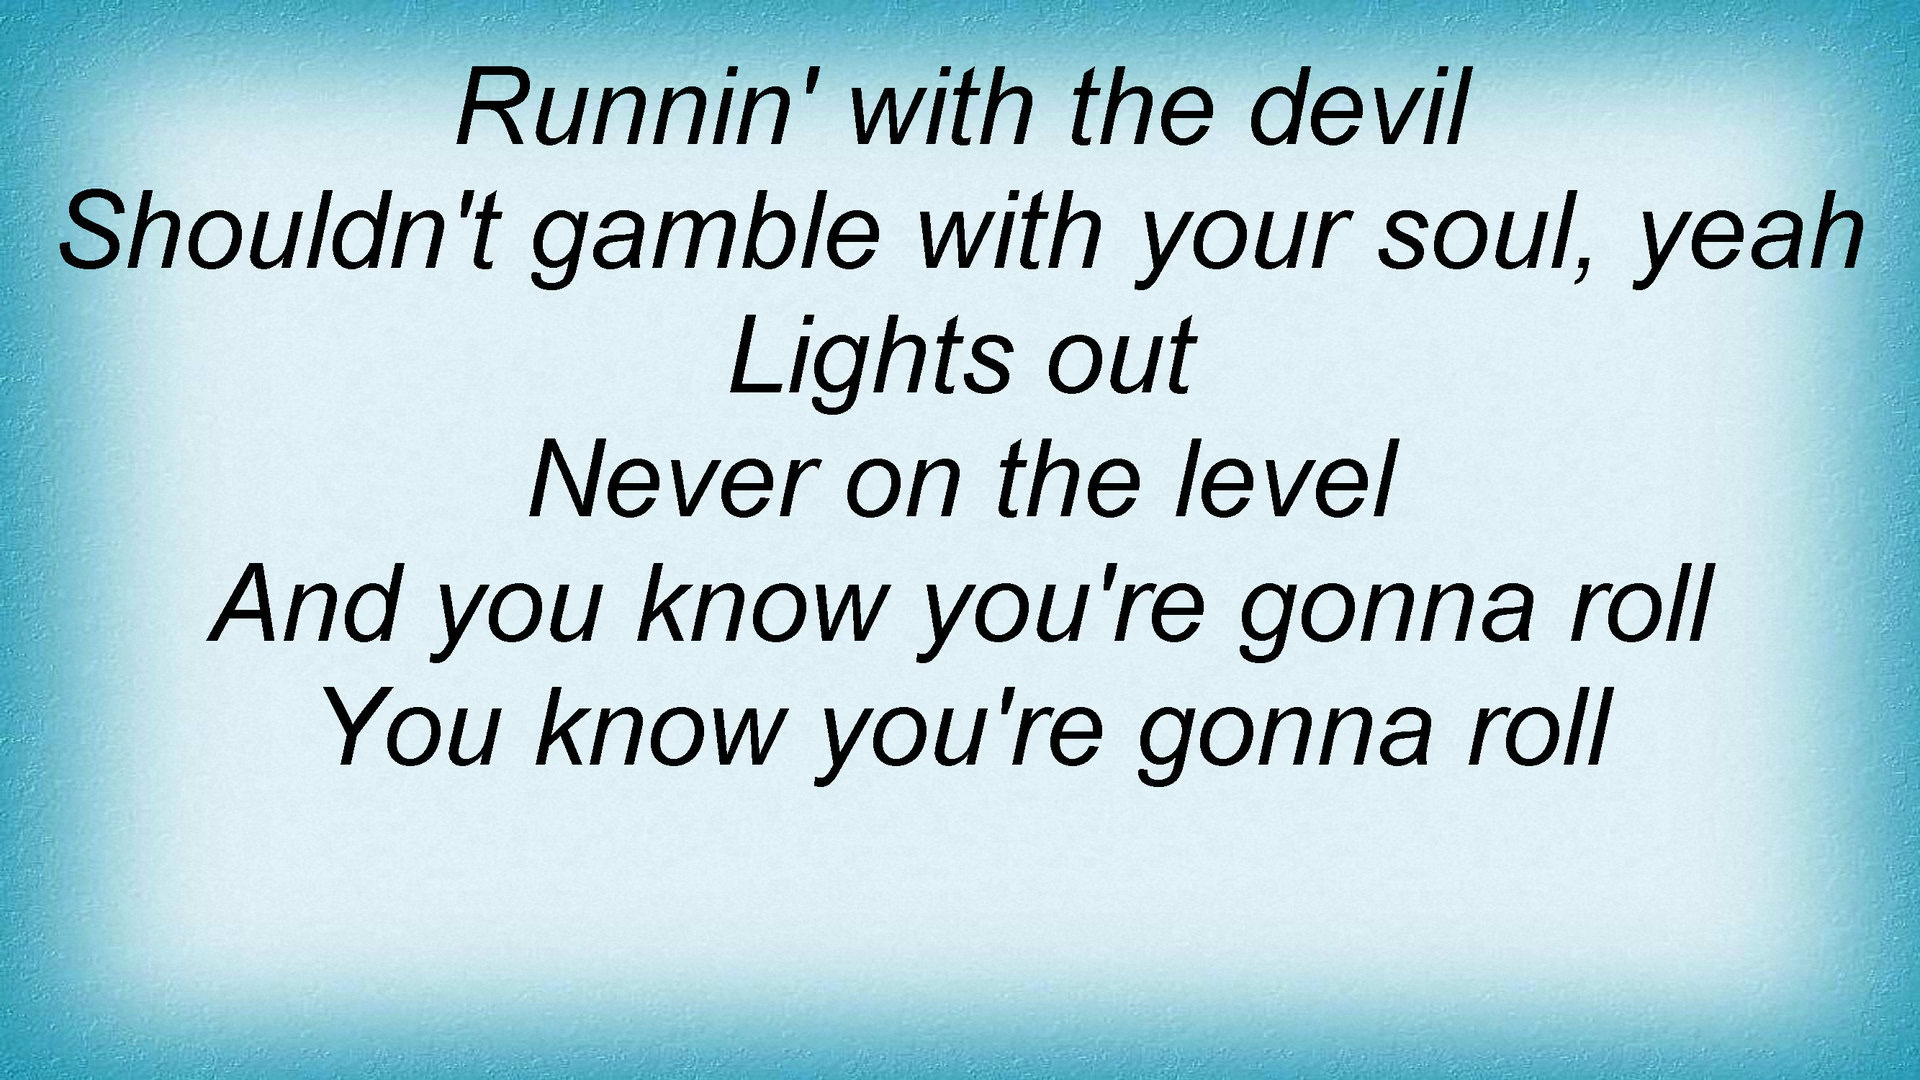 Runnin' with the devil
Shouldn't gamble with your soul, yeah
Lights out
Never on the level
And you know you're gonna roll
You know you're gonna roll